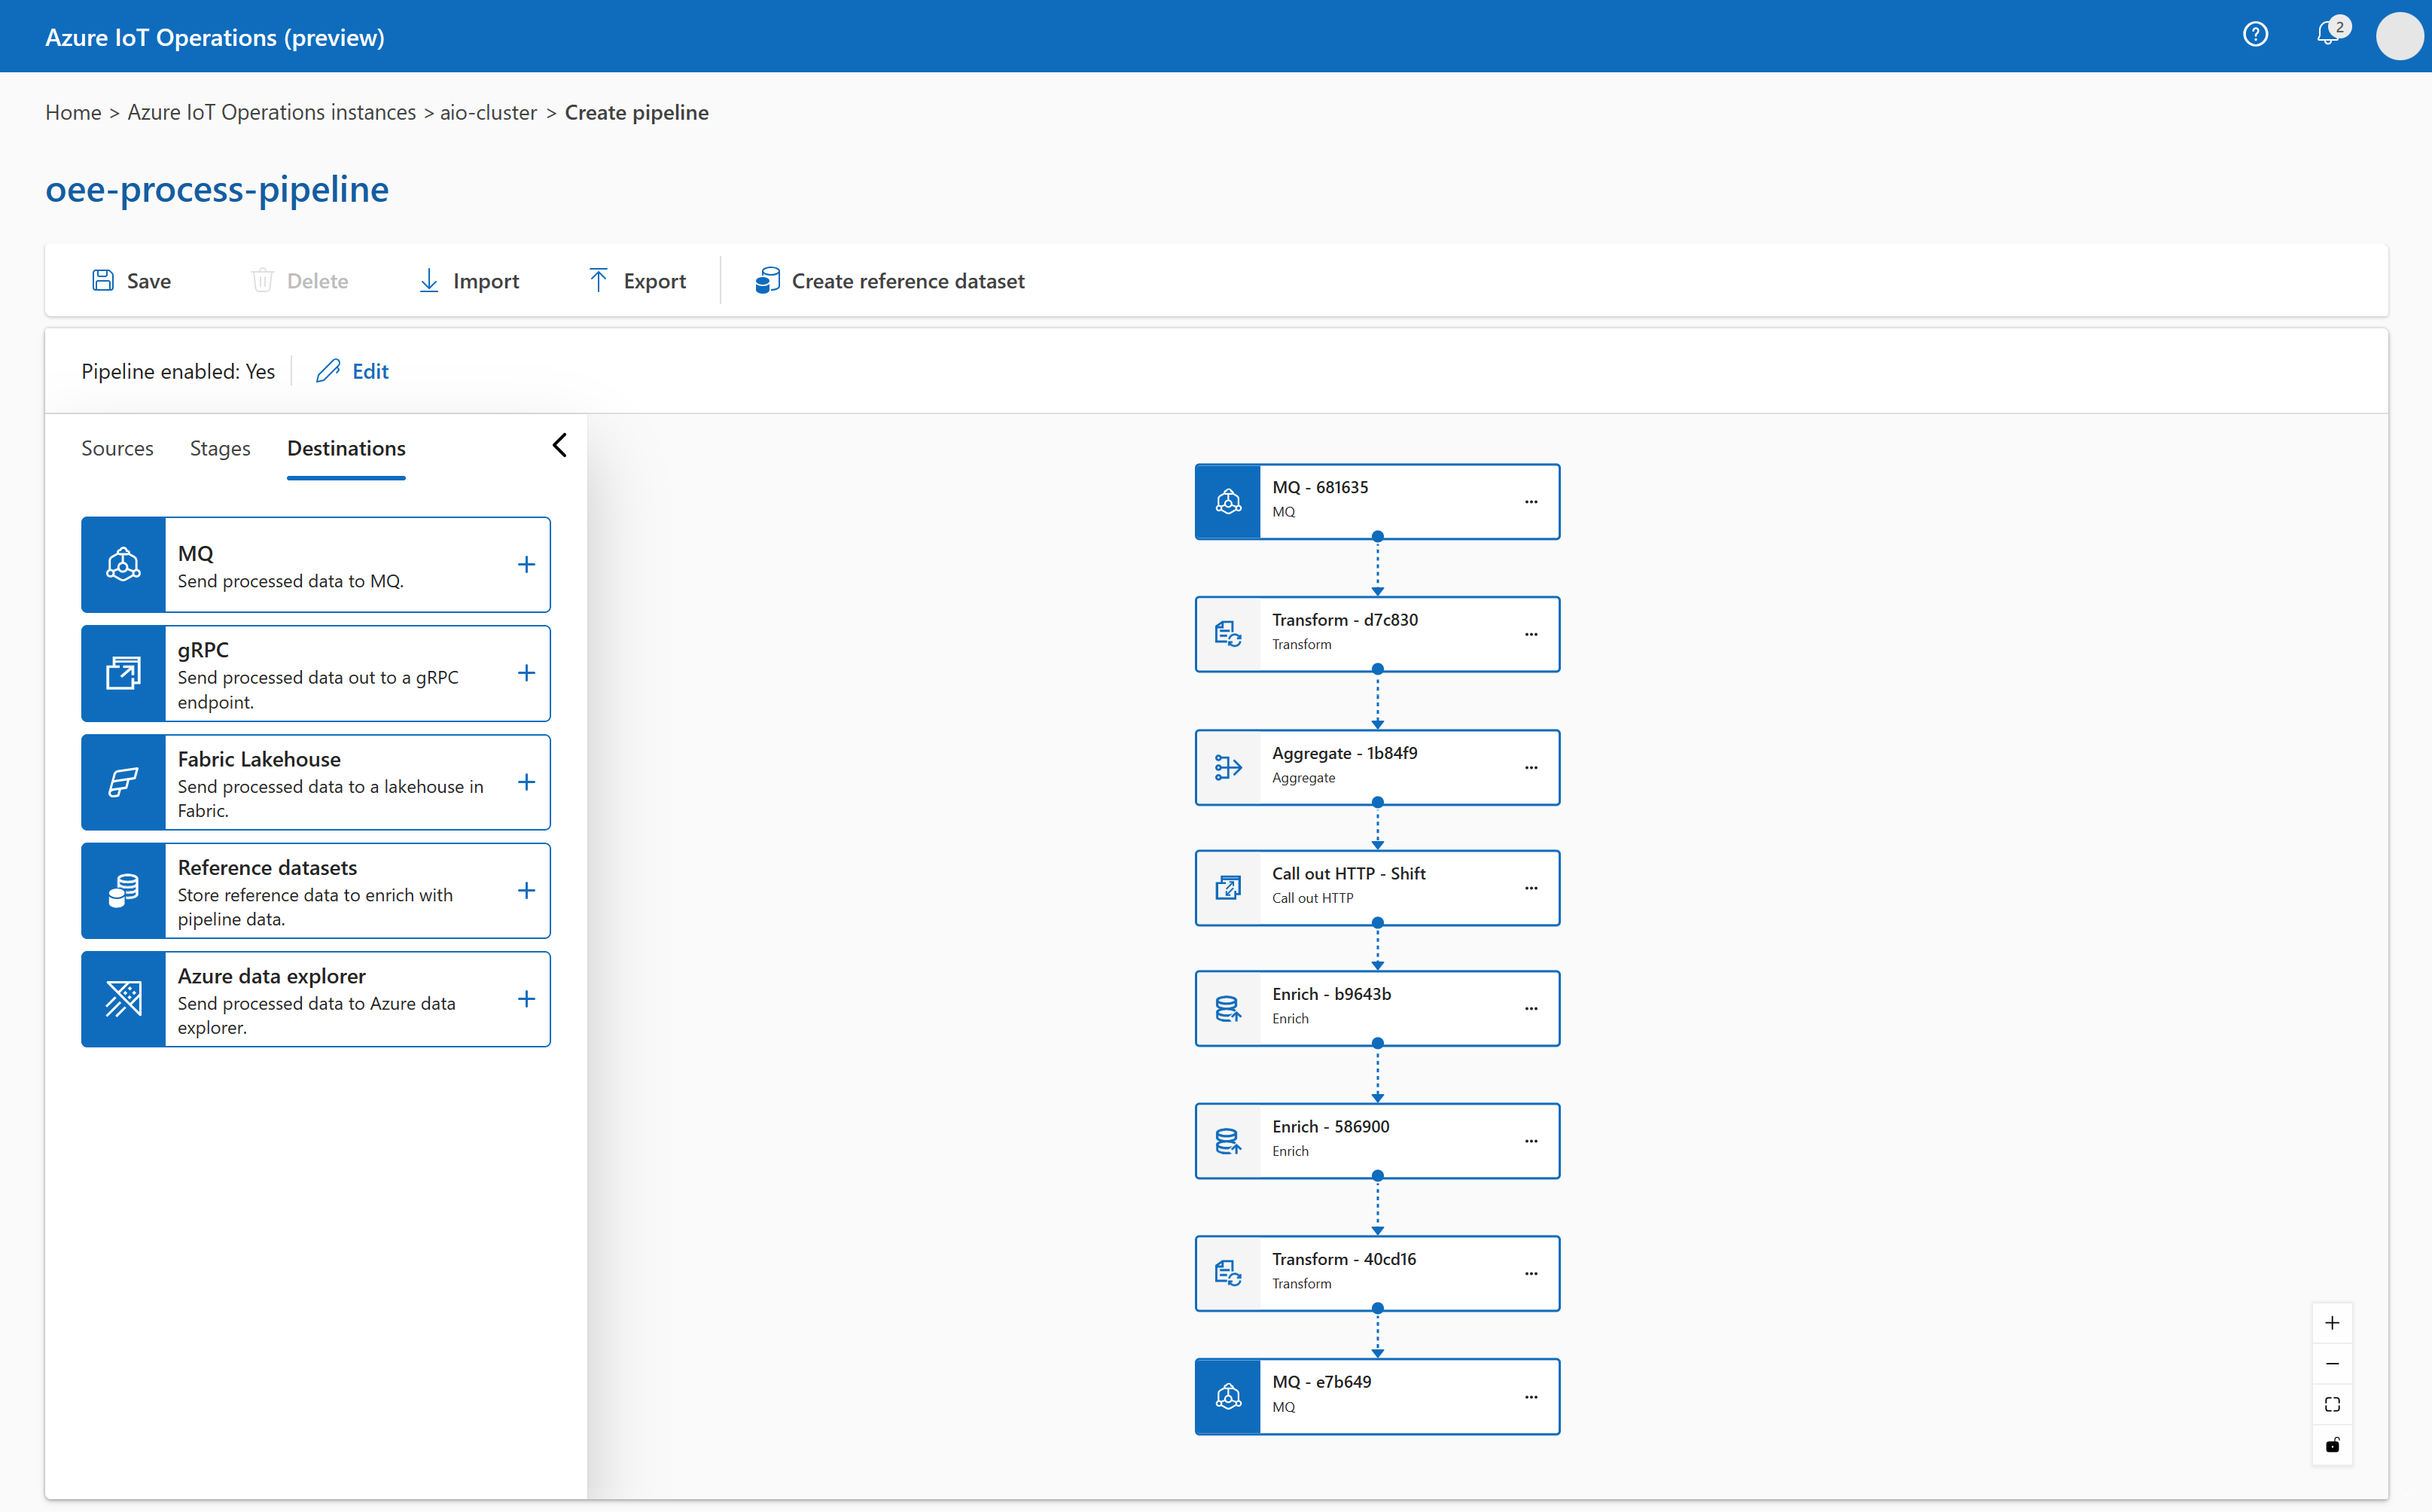 Azure IoT Operations (preview)
2
Home > Azure IoT Operations instances > aio-cluster > Create pipeline
oee-process-pipeline
Save Delete Import Export Create reference dataset
Pipeline enabled: Yes Edit
Sources Stages Destinations
MQ
Send processed data to MQ.
gRPC
Send processed data out to a gRPC
endpoint.
Fabric Lakehouse
Send processed data to a lakehouse in
Fabric.
Reference datasets
Store reference data to enrich with
pipeline data.
Azure data explorer
Send processed data to Azure data
explorer.
MQ - 681635
MQ
Transform - d7c830
Transform
Aggregate - 1b84f9
Aggregate
Call out HTTP - Shift
Call out HTTP
Enrich - b9643b
Enrich
Enrich - 586900
Enrich
Transform - 40cd16
Transform
MQ - e7b649
MQ